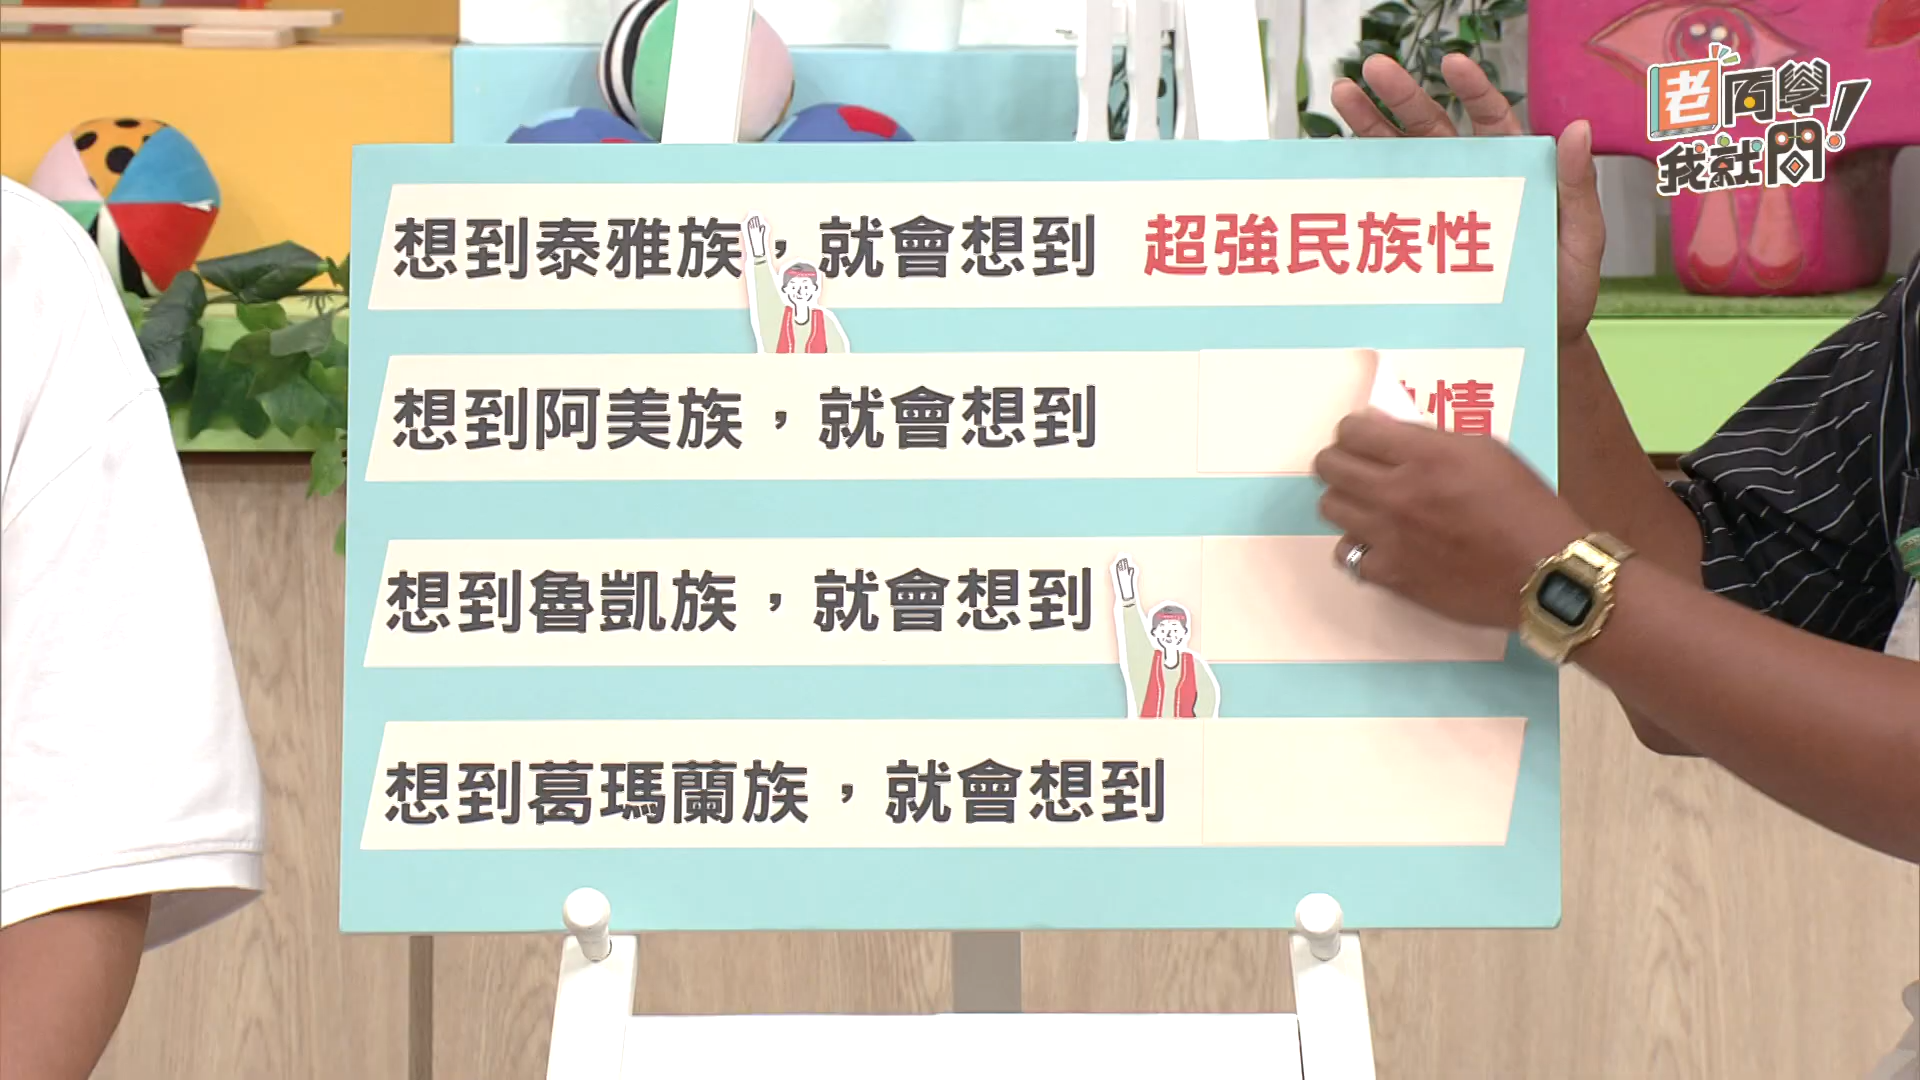 老同學
我就問!
想到泰雅族，就會想到 超強民族性
想到阿美族，就會想到 情
想到魯凱族，就會想到
想到葛瑪蘭族，就會想到